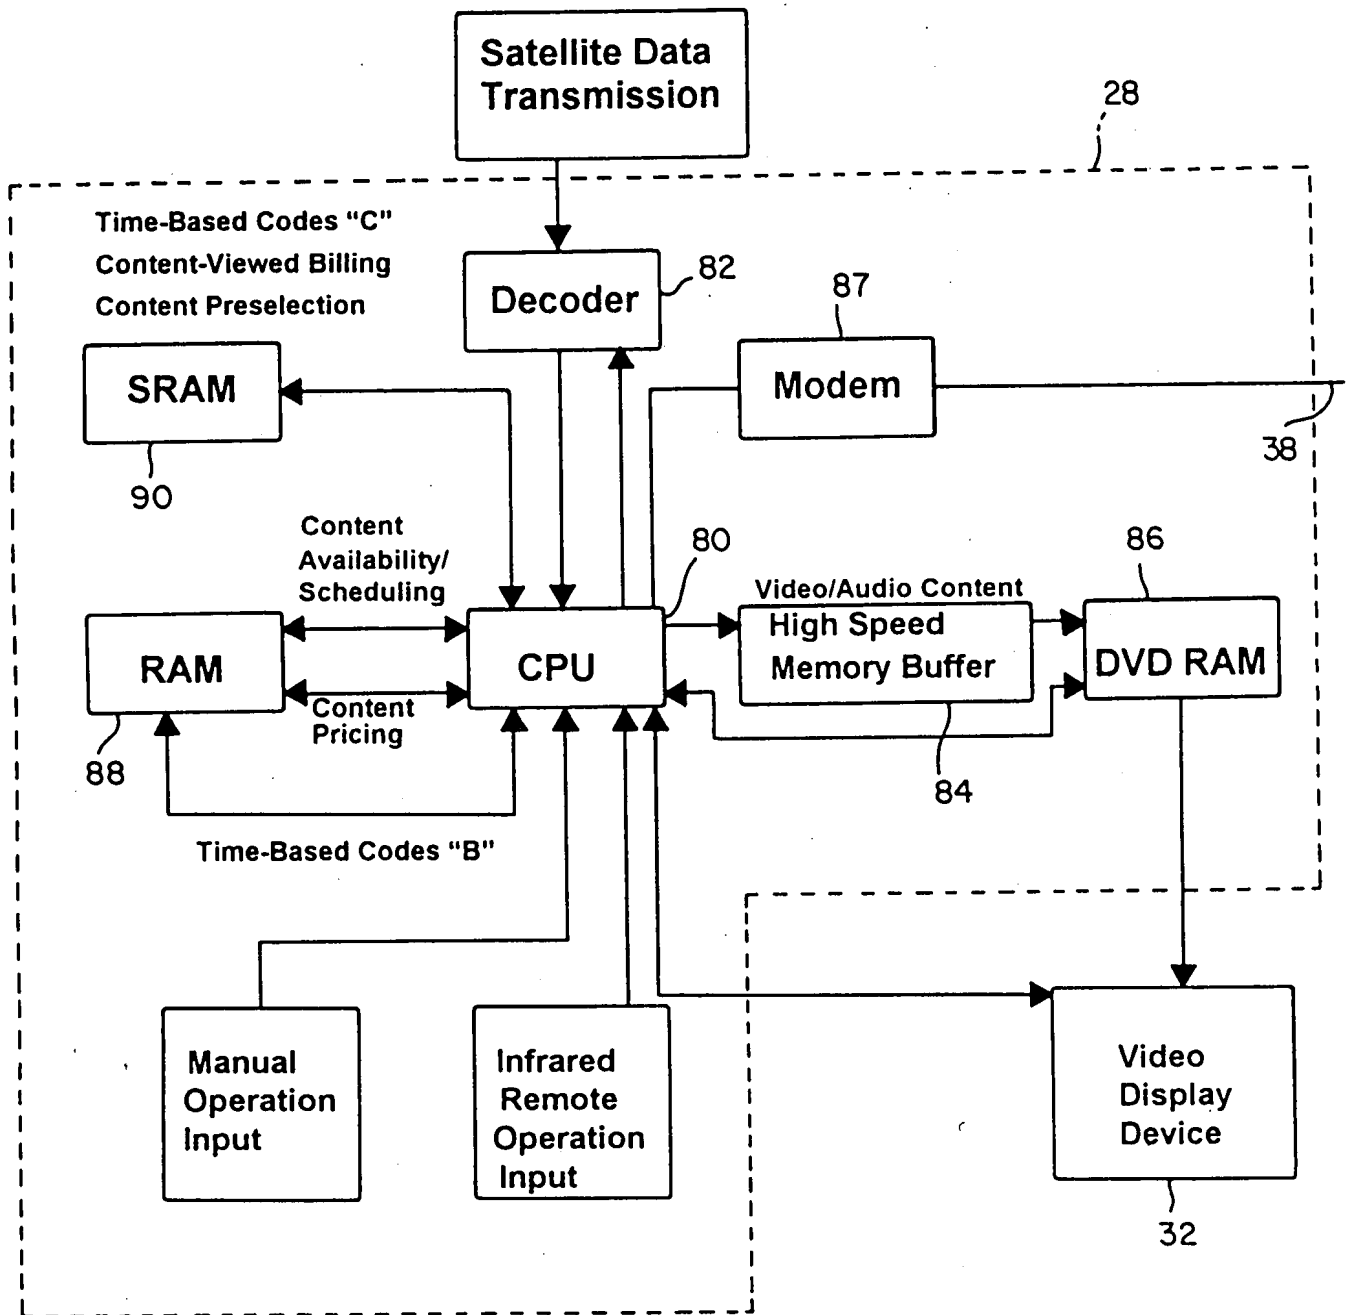 Satellite Data
Transmission
28
Time-Based Codes "C"
Content-Viewed Billing
Content Preselection
Decoder
82
87
SRAM
90
Modem
38
Content
Availability/
Scheduling
80
86
Video/Audio Content
High Speed
Memory Buffer
RAM
CPU
DVD RAM
Content
Pricing
88
84
Time-Based Codes "B"
Manual
Operation
Input
Infrared
Remote
Operation
Input
Video
Display
Device
32